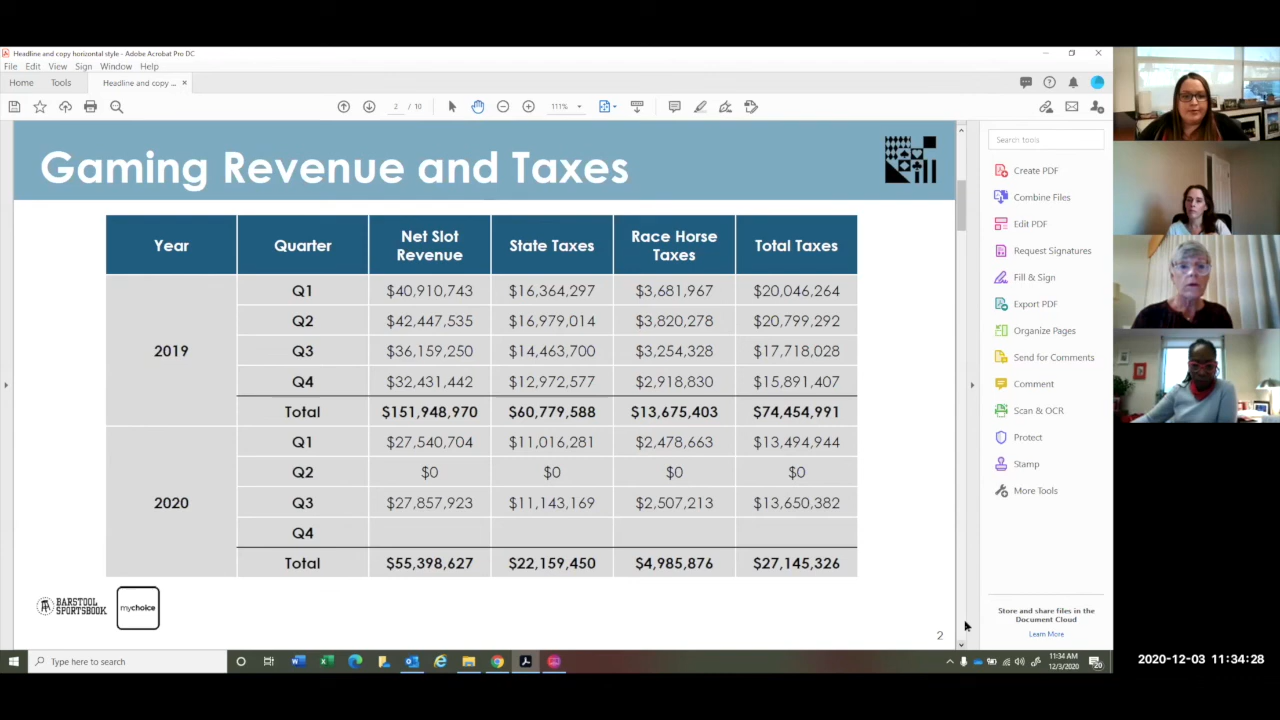 Headline and copy horizontal style - Adobe Acrobat Pro DC
File Edit View Sign Window Help
Home Tools Headline and copy ... ×
2 / 10 111%
Gaming Revenue and Taxes
Year Quarter Net Slot Revenue State Taxes Race Horse Taxes Total Taxes
2019
Q1 $40,910,743 $16,364,297 $3,681,967 $20,046,264
Q2 $42,447,535 $16,979,014 $3,820,278 $20,799,292
Q3 $36,159,250 $14,463,700 $3,254,328 $17,718,028
Q4 $32,431,442 $12,972,577 $2,918,830 $15,891,407
Total $151,948,970 $60,779,588 $13,675,403 $74,454,991
2020
Q1 $27,540,704 $11,016,281 $2,478,663 $13,494,944
Q2 $0 $0 $0 $0
Q3 $27,857,923 $11,143,169 $2,507,213 $13,650,382
Q4
Total $55,398,627 $22,159,450 $4,985,876 $27,145,326
BARSTOOL
SPORTSBOOK
mychoice
2
Search tools
Create PDF
Combine Files
Edit PDF
Request Signatures
Fill & Sign
Export PDF
Organize Pages
Send for Comments
Comment
Scan & OCR
Protect
Stamp
More Tools
Store and share files in the
Document Cloud
Learn More
Type here to search
11:34 AM
12/3/2020
20
2020-12-03 11:34:28